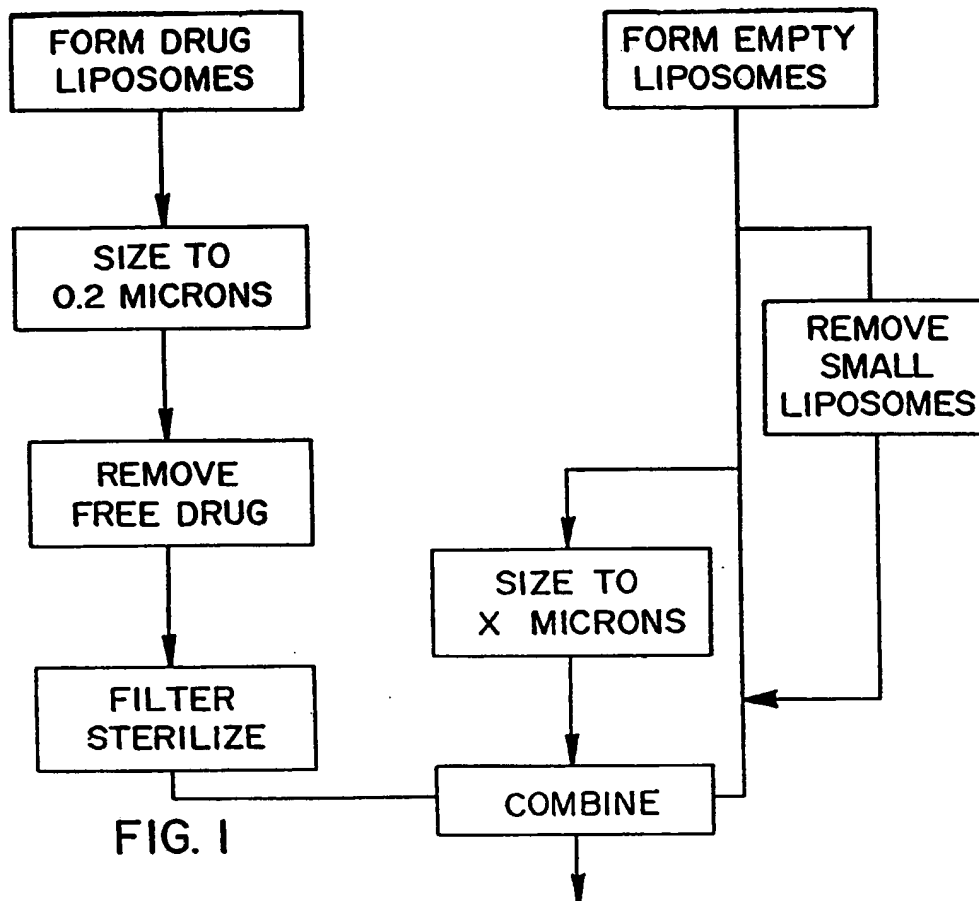 FORM DRUG
LIPOSOMES
SIZE TO
0.2 MICRONS
REMOVE
FREE DRUG
FILTER
STERILIZE
FORM EMPTY
LIPOSOMES
REMOVE
SMALL
LIPOSOMES
SIZE TO
X MICRONS
COMBINE
FIG. 1